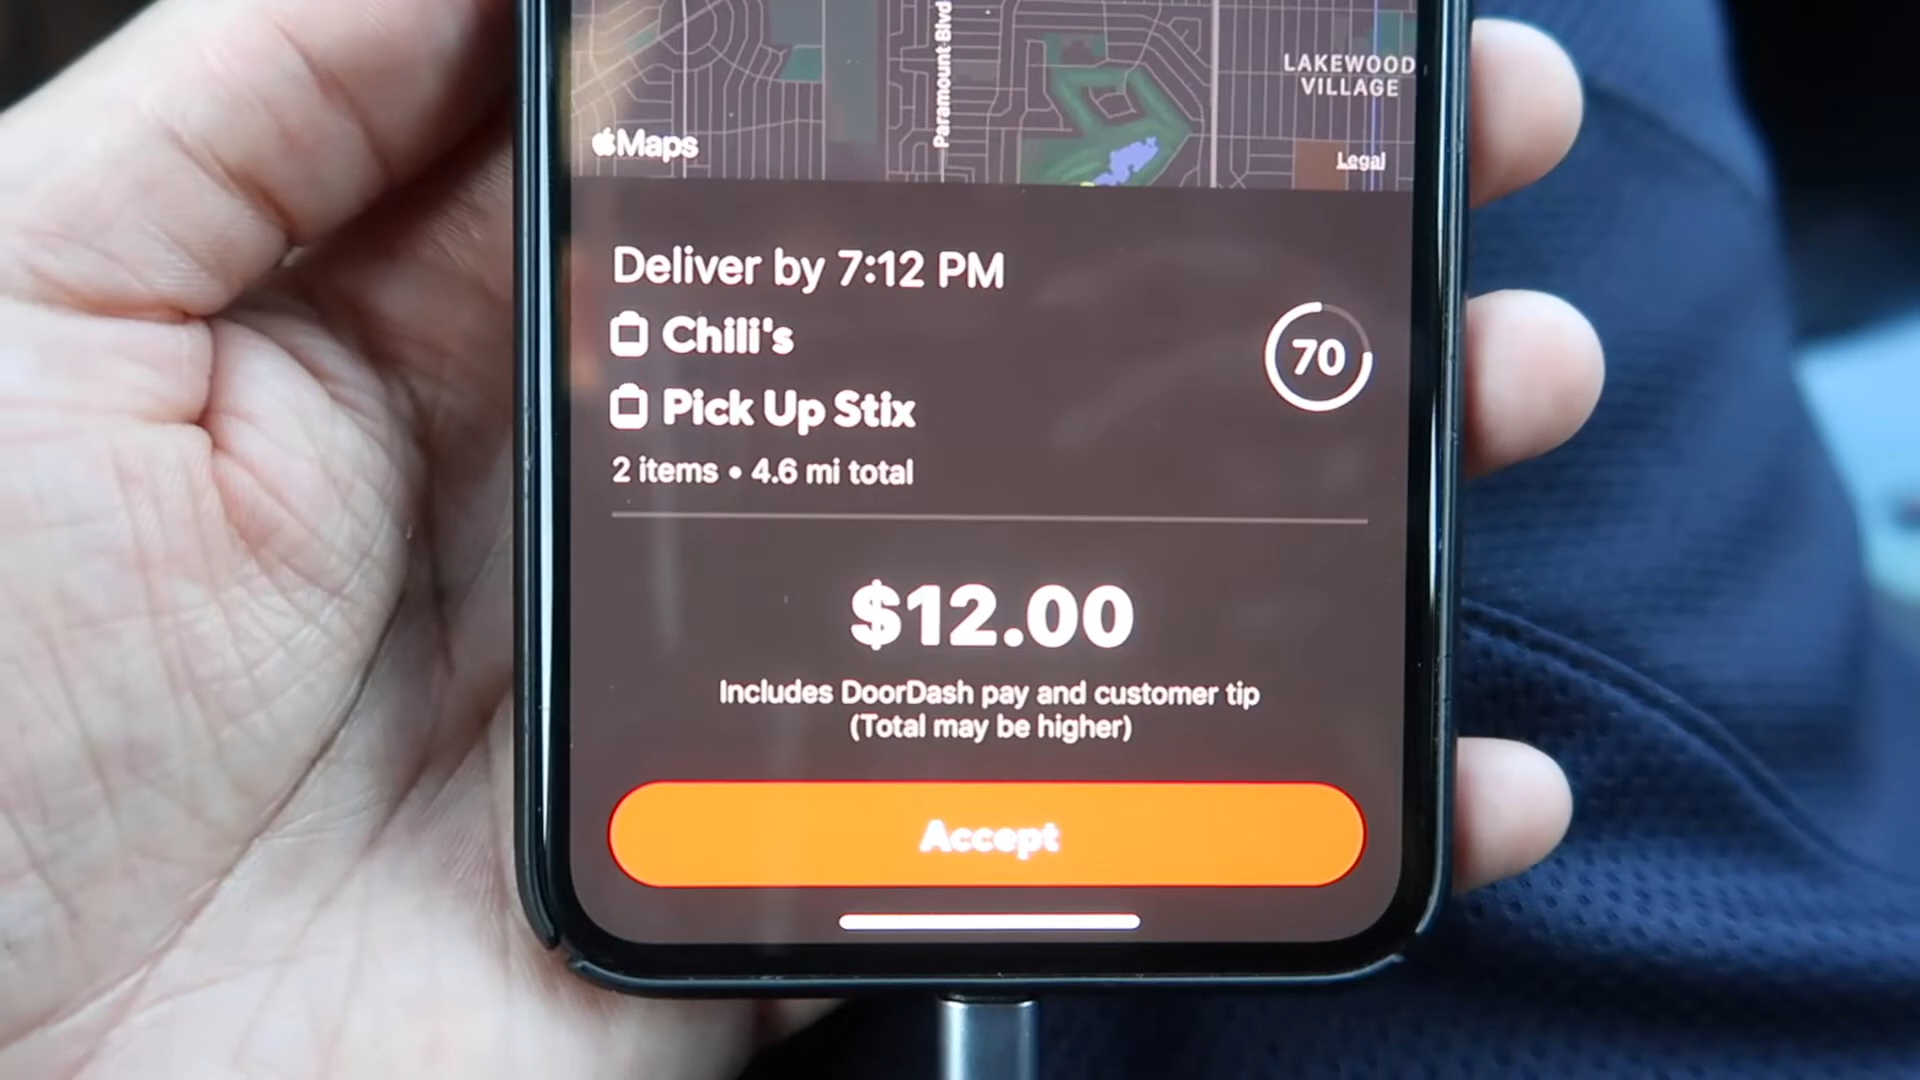 Paramount Blvd
LAKEWOOD
VILLAGE
Maps
Legal
Deliver by 7:12 PM
Chili's
70
Pick Up Stix
2 items • 4.6 mi total
$12.00
Includes DoorDash pay and customer tip
(Total may be higher)
Accept